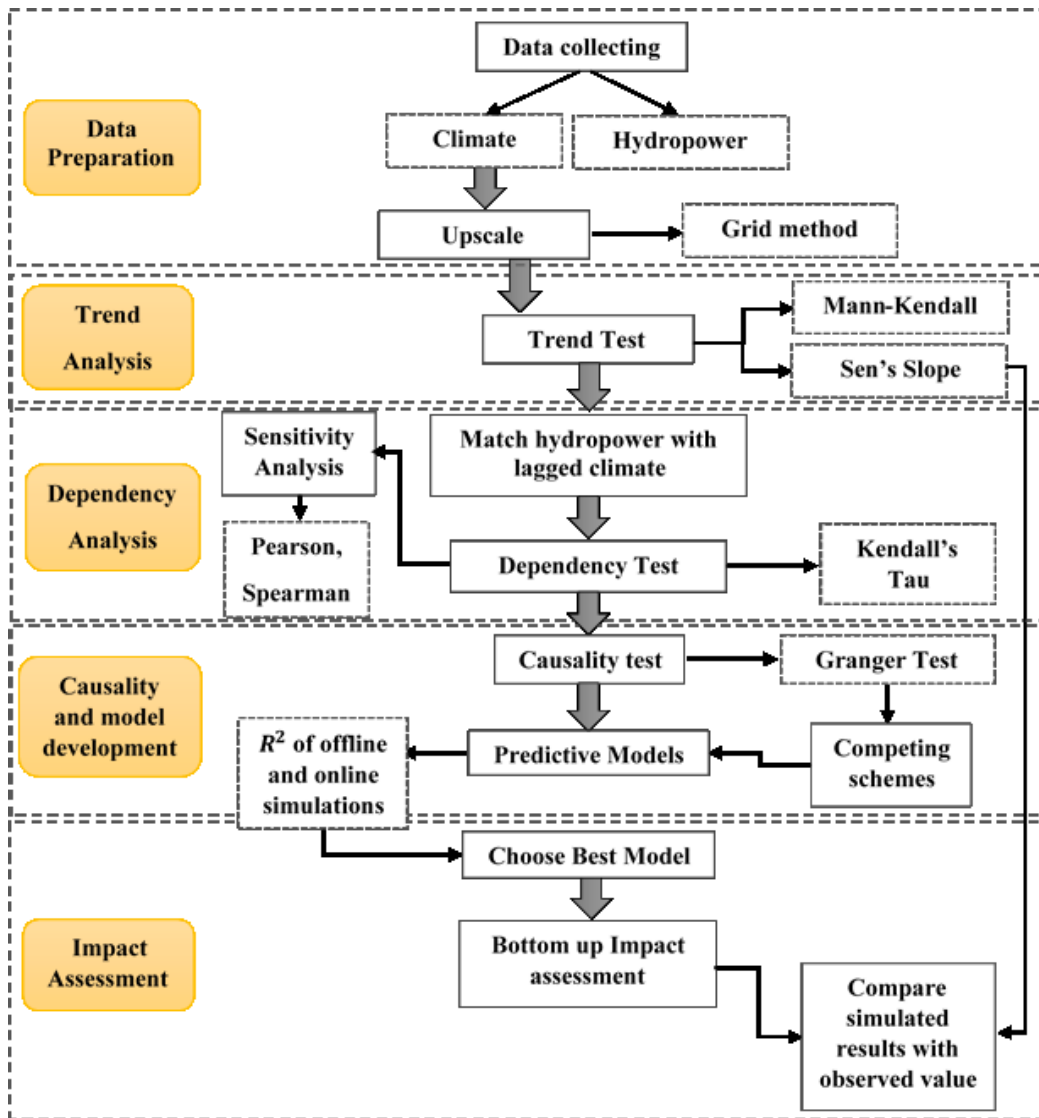 Data collecting
Data
Preparation
Climate
Hydropower
Upscale
Grid method
Trend
Analysis
Trend Test
Mann-Kendall
Sen's Slope
Dependency
Analysis
Sensitivity
Analysis
Pearson,
Spearman
Match hydropower with
lagged climate
Dependency Test
Kendall's
Tau
Causality
and model
development
Causality test
Granger Test
R² of offline
and online
simulations
Predictive Models
Competing
schemes
Choose Best Model
Impact
Assessment
Bottom up Impact
assessment
Compare
simulated
results with
observed value